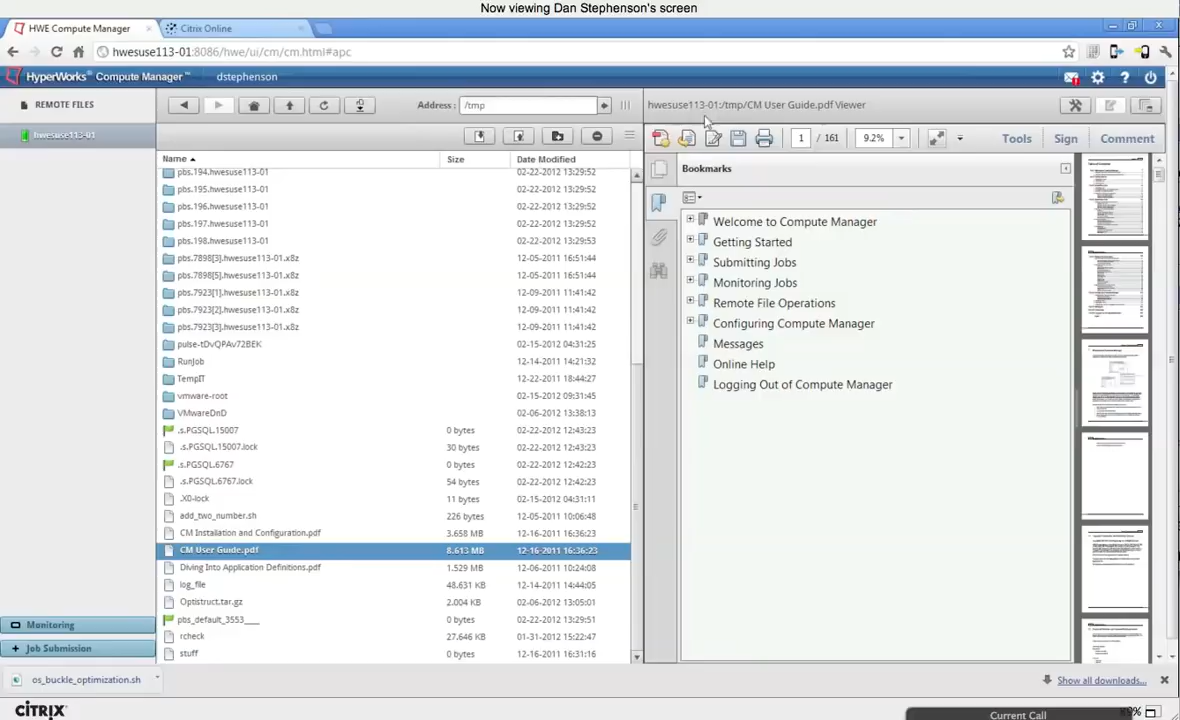 Now viewing Dan Stephenson's screen
HWE Compute Manager
Citrix Online
hwesuse113-01:8086/hwe/ui/cm/cm.html#apc
HyperWorks® Compute Manager™ dstephenson
REMOTE FILES
hwesuse113-01
Address : /tmp
Name Size Date Modified
pbs.194.hwesuse113-01 02-22-2012 13:29:52
pbs.195.hwesuse113-01 02-22-2012 13:29:52
pbs.196.hwesuse113-01 02-22-2012 13:29:52
pbs.197.hwesuse113-01 02-22-2012 13:29:52
pbs.198.hwesuse113-01 02-22-2012 13:29:53
pbs.7898[3].hwesuse113-01.x8z 12-05-2011 16:51:44
pbs.7898[5].hwesuse113-01.x8z 12-05-2011 16:51:44
pbs.7923[1].hwesuse113-01.x8z 12-09-2011 11:41:42
pbs.7923[2].hwesuse113-01.x8z 12-09-2011 11:41:42
pbs.7923[3].hwesuse113-01.x8z 12-09-2011 11:41:42
pulse-tDvQPAv72BEK 02-15-2012 04:31:25
RunJob 12-14-2011 14:21:32
TempIT 12-22-2011 18:44:27
vmware-root 02-15-2012 09:31:45
VMwareDnD 02-06-2012 13:38:13
.s.PGSQL.15007 0 bytes 02-22-2012 12:43:23
.s.PGSQL.15007.lock 30 bytes 02-22-2012 12:43:23
.s.PGSQL.6767 0 bytes 02-22-2012 12:42:23
.s.PGSQL.6767.lock 54 bytes 02-22-2012 12:42:23
.X0-lock 11 bytes 02-15-2012 04:31:11
add_two_number.sh 226 bytes 12-05-2011 10:06:48
CM Installation and Configuration.pdf 3.658 MB 12-16-2011 16:36:23
CM User Guide.pdf 8.613 MB 12-16-2011 16:36:23
Diving Into Application Definitions.pdf 1.529 MB 12-06-2011 10:24:08
log_file 48.631 KB 12-14-2011 14:44:05
Optistruct.tar.gz 2.004 KB 02-06-2012 13:05:01
pbs_default_3553____ 0 bytes 02-22-2012 13:29:51
rcheck 27.646 KB 01-31-2012 15:22:47
stuff 0 bytes 12-16-2011 16:31:16
Monitoring
Job Submission
hwesuse113-01:/tmp/CM User Guide.pdf Viewer
1 / 161 9.2% Tools Sign Comment
Bookmarks
Welcome to Compute Manager
Getting Started
Submitting Jobs
Monitoring Jobs
Remote File Operations
Configuring Compute Manager
Messages
Online Help
Logging Out of Compute Manager
os_buckle_optimization.sh
Show all downloads...
CITRIX
Current Call